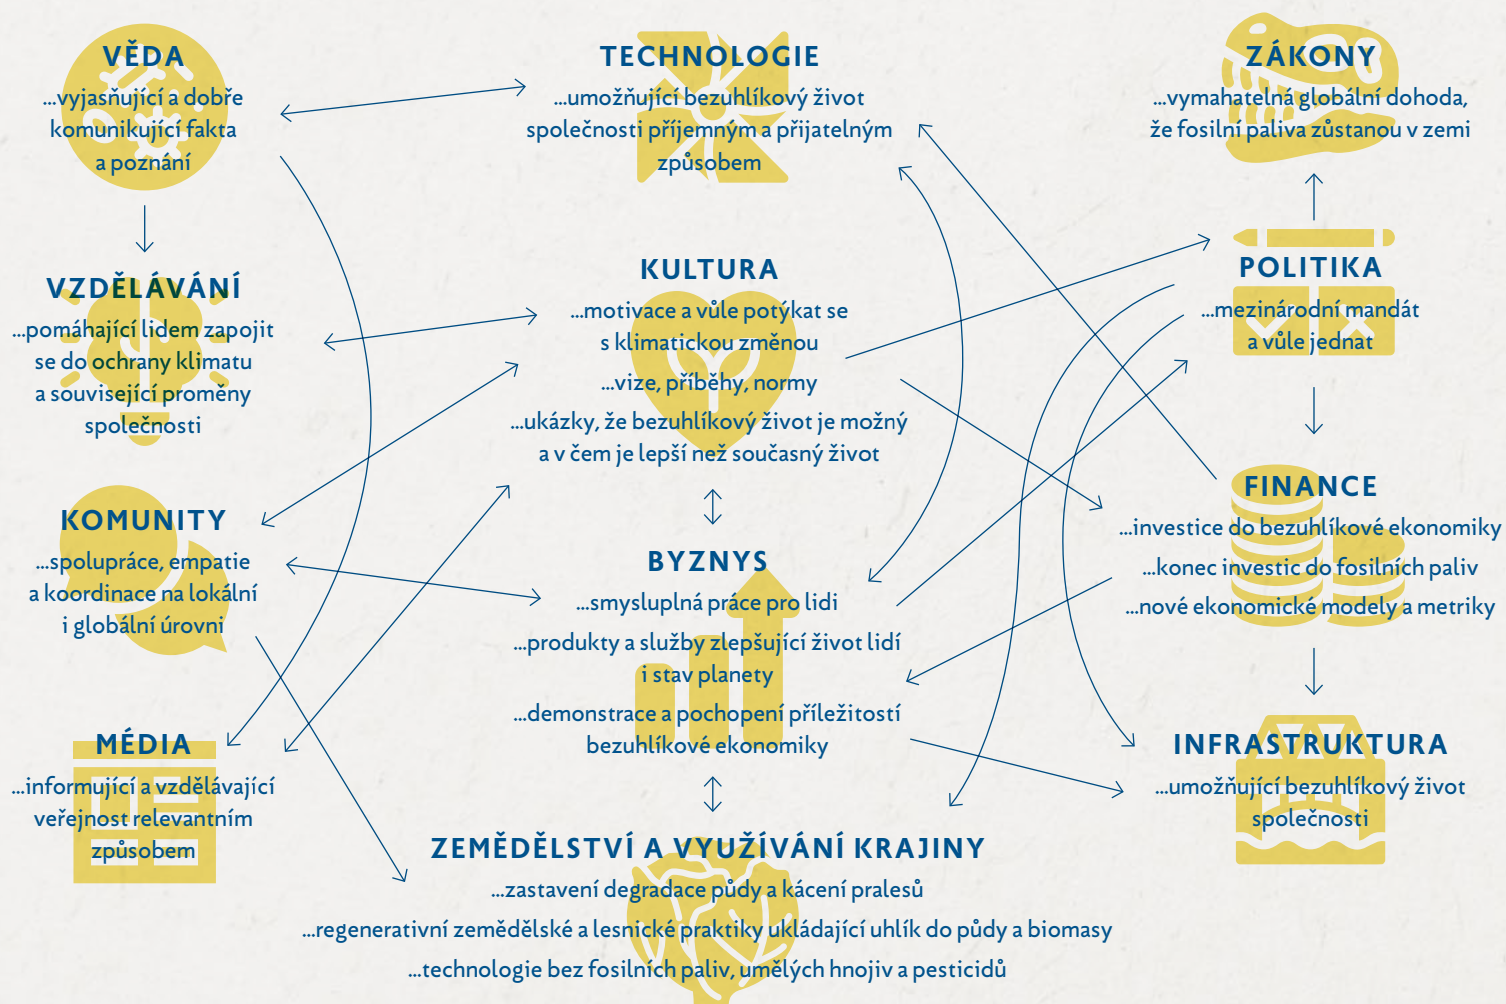 VĚDA
...vyjasňující a dobře
komunikující fakta
a poznání
TECHNOLOGIE
...umožňující bezuhlíkový život
společnosti příjemným a přijatelným
způsobem
ZÁKONY
...vymahatelná globální dohoda,
že fosilní paliva zůstanou v zemi
VZDĚLÁVÁNÍ
...pomáhající lidem zapojit
se do ochrany klimatu
a související proměny
společnosti
KULTURA
...motivace a vůle potýkat se
s klimatickou změnou
...vize, příběhy, normy
...ukázky, že bezuhlíkový život je možný
a v čem je lepší než současný život
POLITIKA
...mezinárodní mandát
a vůle jednat
KOMUNITY
...spolupráce, empatie
a koordinace na lokální
i globální úrovni
BYZNYS
...smysluplná práce pro lidi
...produkty a služby zlepšující život lidí
i stav planety
...demonstrace a pochopení příležitostí
bezuhlíkové ekonomiky
FINANCE
...investice do bezuhlíkové ekonomiky
...konec investic do fosilních paliv
...nové ekonomické modely a metriky
MÉDIA
...informující a vzdělávající
veřejnost relevantním
způsobem
INFRASTRUKTURA
...umožňující bezuhlíkový život
společnosti
ZEMĚDĚLSTVÍ A VYUŽÍVÁNÍ KRAJINY
...zastavení degradace půdy a kácení pralesů
...regenerativní zemědělské a lesnické praktiky ukládající uhlík do půdy a biomasy
...technologie bez fosilních paliv, umělých hnojiv a pesticidů